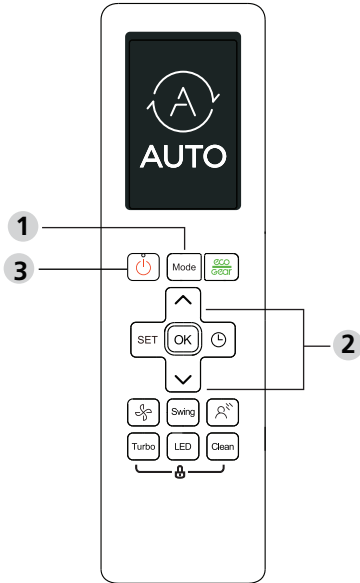 A
AUTO
1
3
Mode
eco
Gear
SET
OK
2
Swing
Turbo
LED
Clean